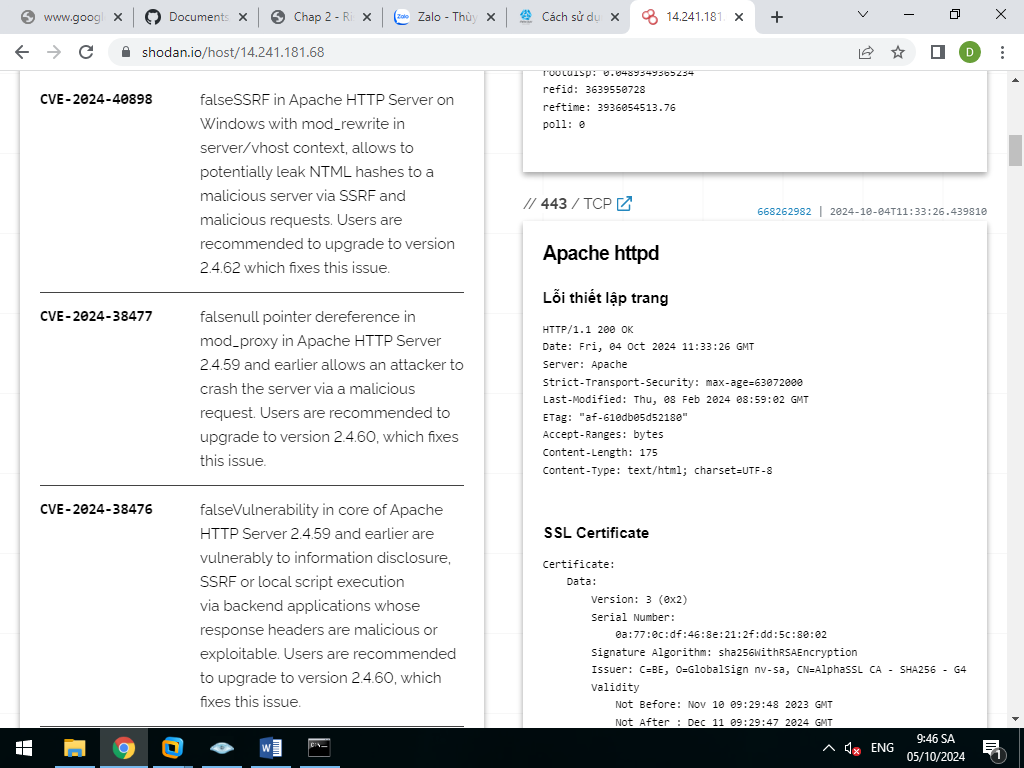 www.googl
Documents
Chap 2 - Ri
Zalo - Thùy
Cách sử dụ
14.241.181.
shodan.io/host/14.241.181.68
D
CVE-2024-40898
falseSSRF in Apache HTTP Server on
Windows with mod_rewrite in
server/vhost context, allows to
potentially leak NTML hashes to a
malicious server via SSRF and
malicious requests. Users are
recommended to upgrade to version
2.4.62 which fixes this issue.
CVE-2024-38477
falsenull pointer dereference in
mod_proxy in Apache HTTP Server
2.4.59 and earlier allows an attacker to
crash the server via a malicious
request. Users are recommended to
upgrade to version 2.4.60, which fixes
this issue.
CVE-2024-38476
falseVulnerability in core of Apache
HTTP Server 2.4.59 and earlier are
vulnerably to information disclosure,
SSRF or local script execution
via backend applications whose
response headers are malicious or
exploitable. Users are recommended
to upgrade to version 2.4.60, which
fixes this issue.
rootdisp: 0.0489349365234
refid: 3639550728
reftime: 3936054513.76
poll: 0
// 443 / TCP
668262982 | 2024-10-04T11:33:26.439810
Apache httpd
Lỗi thiết lập trang
HTTP/1.1 200 OK
Date: Fri, 04 Oct 2024 11:33:26 GMT
Server: Apache
Strict-Transport-Security: max-age=63072000
Last-Modified: Thu, 08 Feb 2024 08:59:02 GMT
ETag: "af-610db05d52180"
Accept-Ranges: bytes
Content-Length: 175
Content-Type: text/html; charset=UTF-8
SSL Certificate
Certificate:
Data:
Version: 3 (0x2)
Serial Number:
0a:77:0c:df:46:8e:21:2f:dd:5c:80:02
Signature Algorithm: sha256WithRSAEncryption
Issuer: C=BE, O=GlobalSign nv-sa, CN=AlphaSSL CA - SHA256 - G4
Validity
Not Before: Nov 10 09:29:48 2023 GMT
Not After : Dec 11 09:29:47 2024 GMT
ENG
9:46 SA
05/10/2024
1